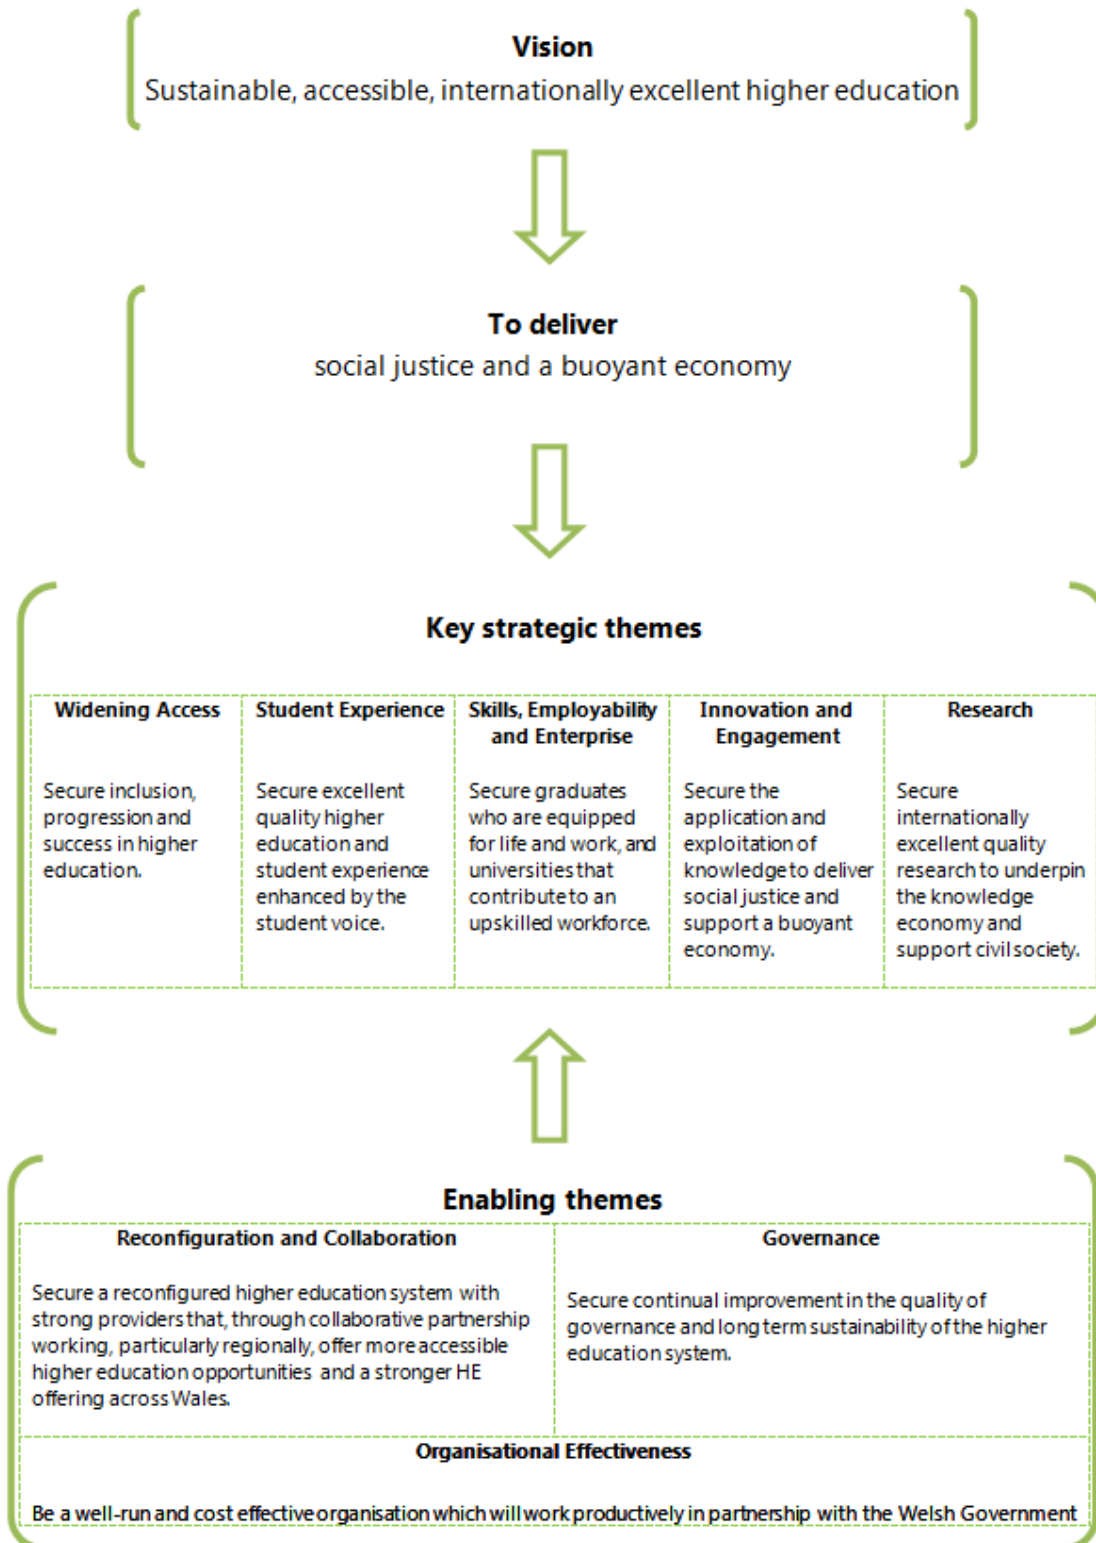 Vision
Sustainable, accessible, internationally excellent higher education
To deliver
social justice and a buoyant economy
Key strategic themes
Widening Access
Secure inclusion,
progression and
success in higher
education.
Student Experience
Secure excellent
quality higher
education and
student experience
enhanced by the
student voice.
Skills, Employability
and Enterprise
Secure graduates
who are equipped
for life and work, and
universities that
contribute to an
upskilled workforce.
Innovation and
Engagement
Secure the
application and
exploitation of
knowledge to deliver
social justice and
support a buoyant
economy.
Research
Secure
internationally
excellent quality
research to underpin
the knowledge
economy and
support civil society.
Enabling themes
Reconfiguration and Collaboration
Secure a reconfigured higher education system with
strong providers that, through collaborative partnership
working, particularly regionally, offer more accessible
higher education opportunities and a stronger HE
offering across Wales.
Governance
Secure continual improvement in the quality of
governance and long term sustainability of the higher
education system.
Organisational Effectiveness
Be a well-run and cost effective organisation which will work productively in partnership with the Welsh Government